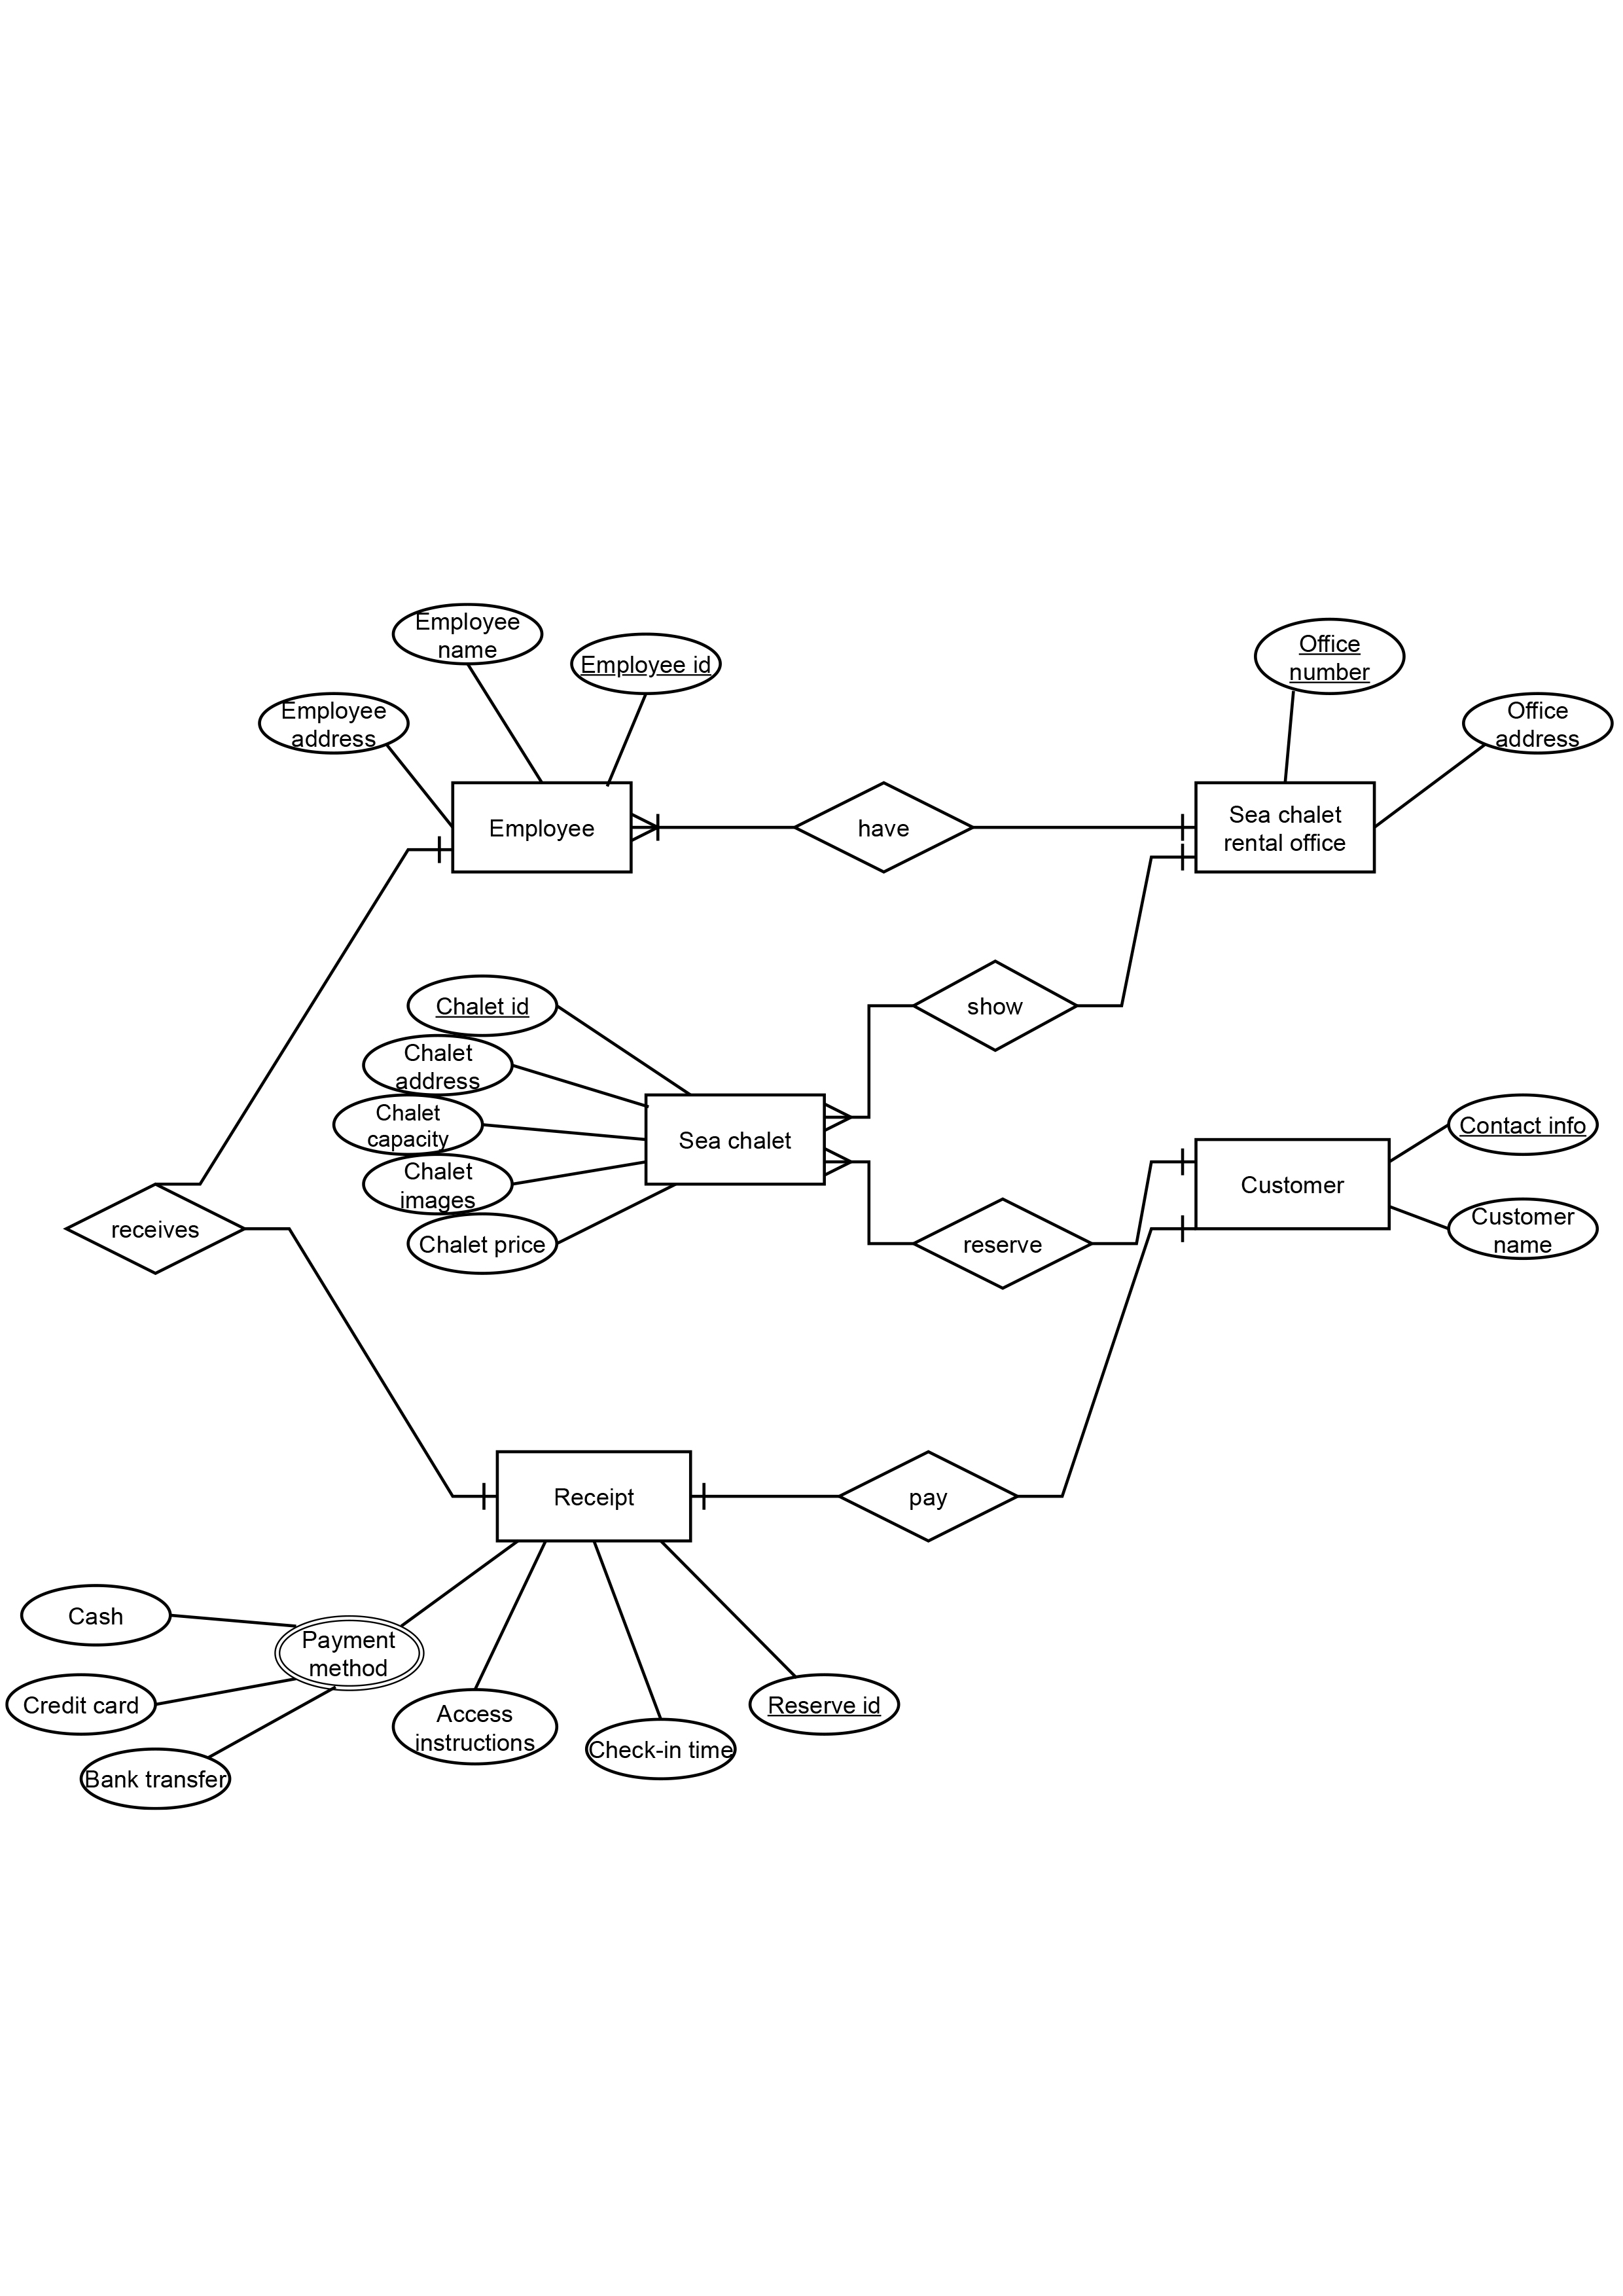 Employee
name
Employee id
Employee
address
Office
number
Office
address
Employee
have
Sea chalet
rental office
Chalet id
show
Chalet
address
Chalet
capacity
Sea chalet
Chalet
images
Chalet price
Contact info
Customer
Customer
name
receives
reserve
Receipt
pay
Cash
Payment
method
Credit card
Bank transfer
Access
instructions
Check-in time
Reserve id